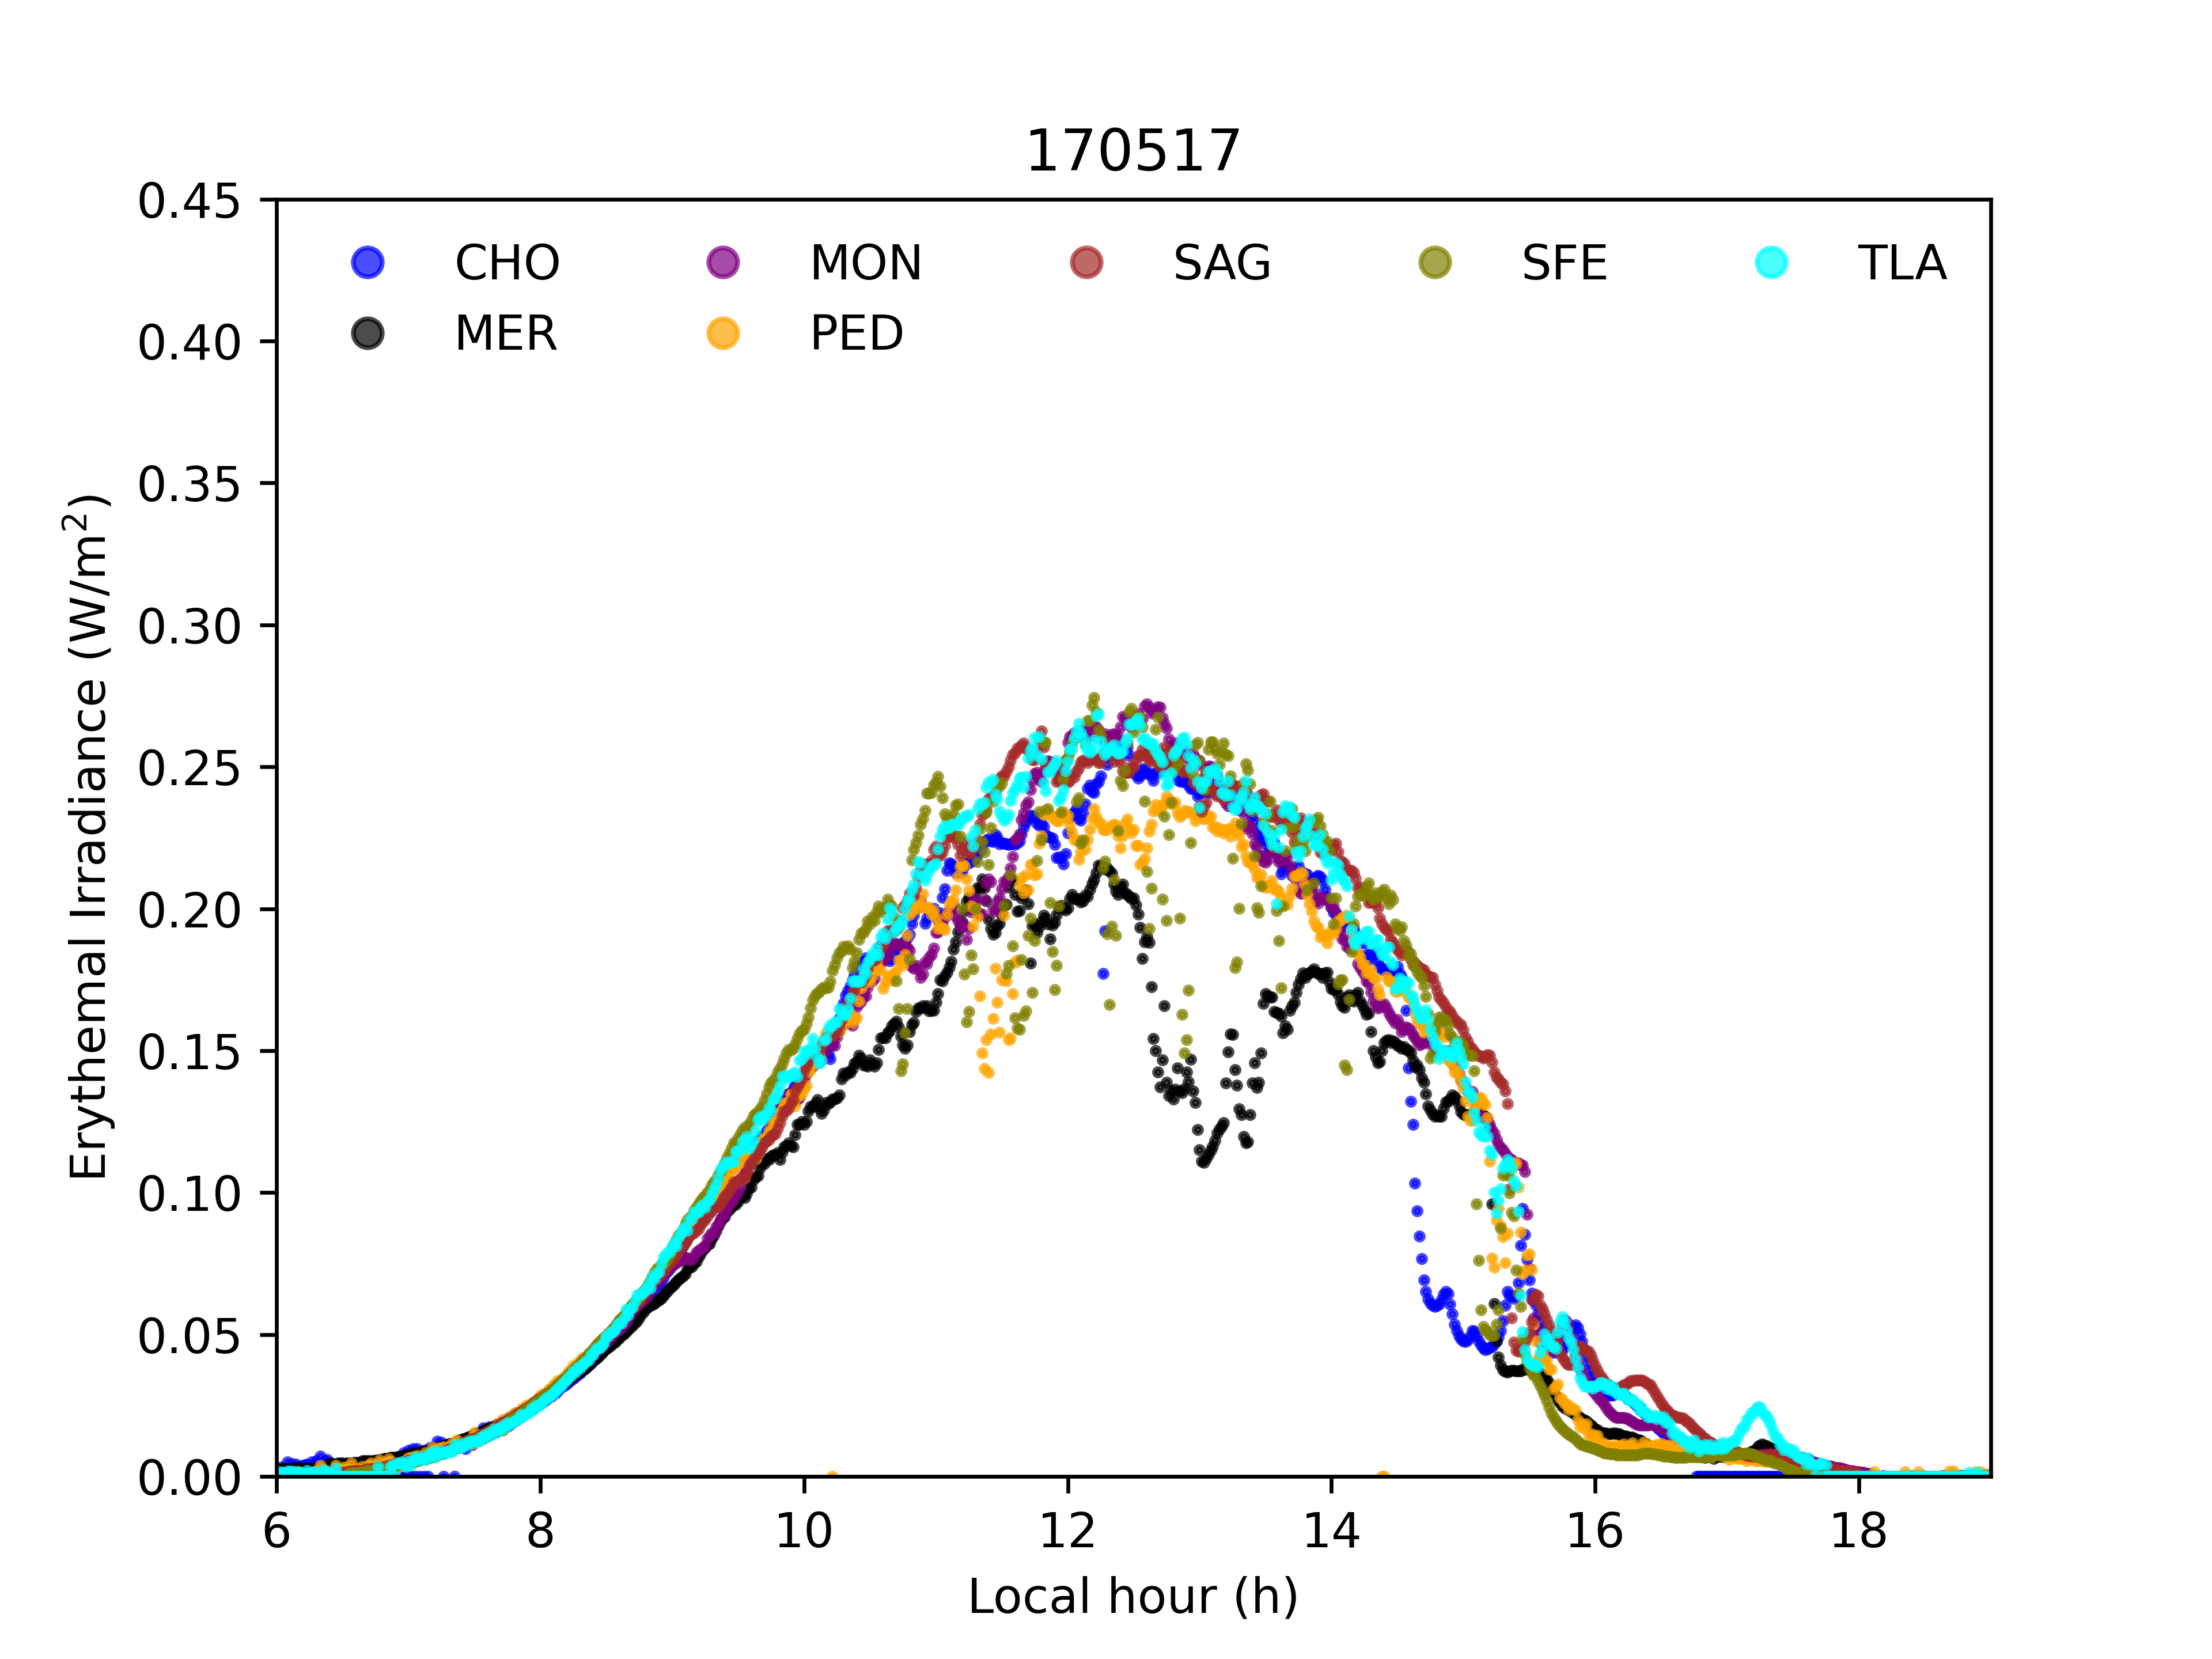 170517
0.45
0.40
0.35
0.30
0.25
0.20
0.15
0.10
0.05
0.00
Erythemal Irradiance (W/m²)
CHO MON SAG SFE TLA
MER PED
6 8 10 12 14 16 18
Local hour (h)